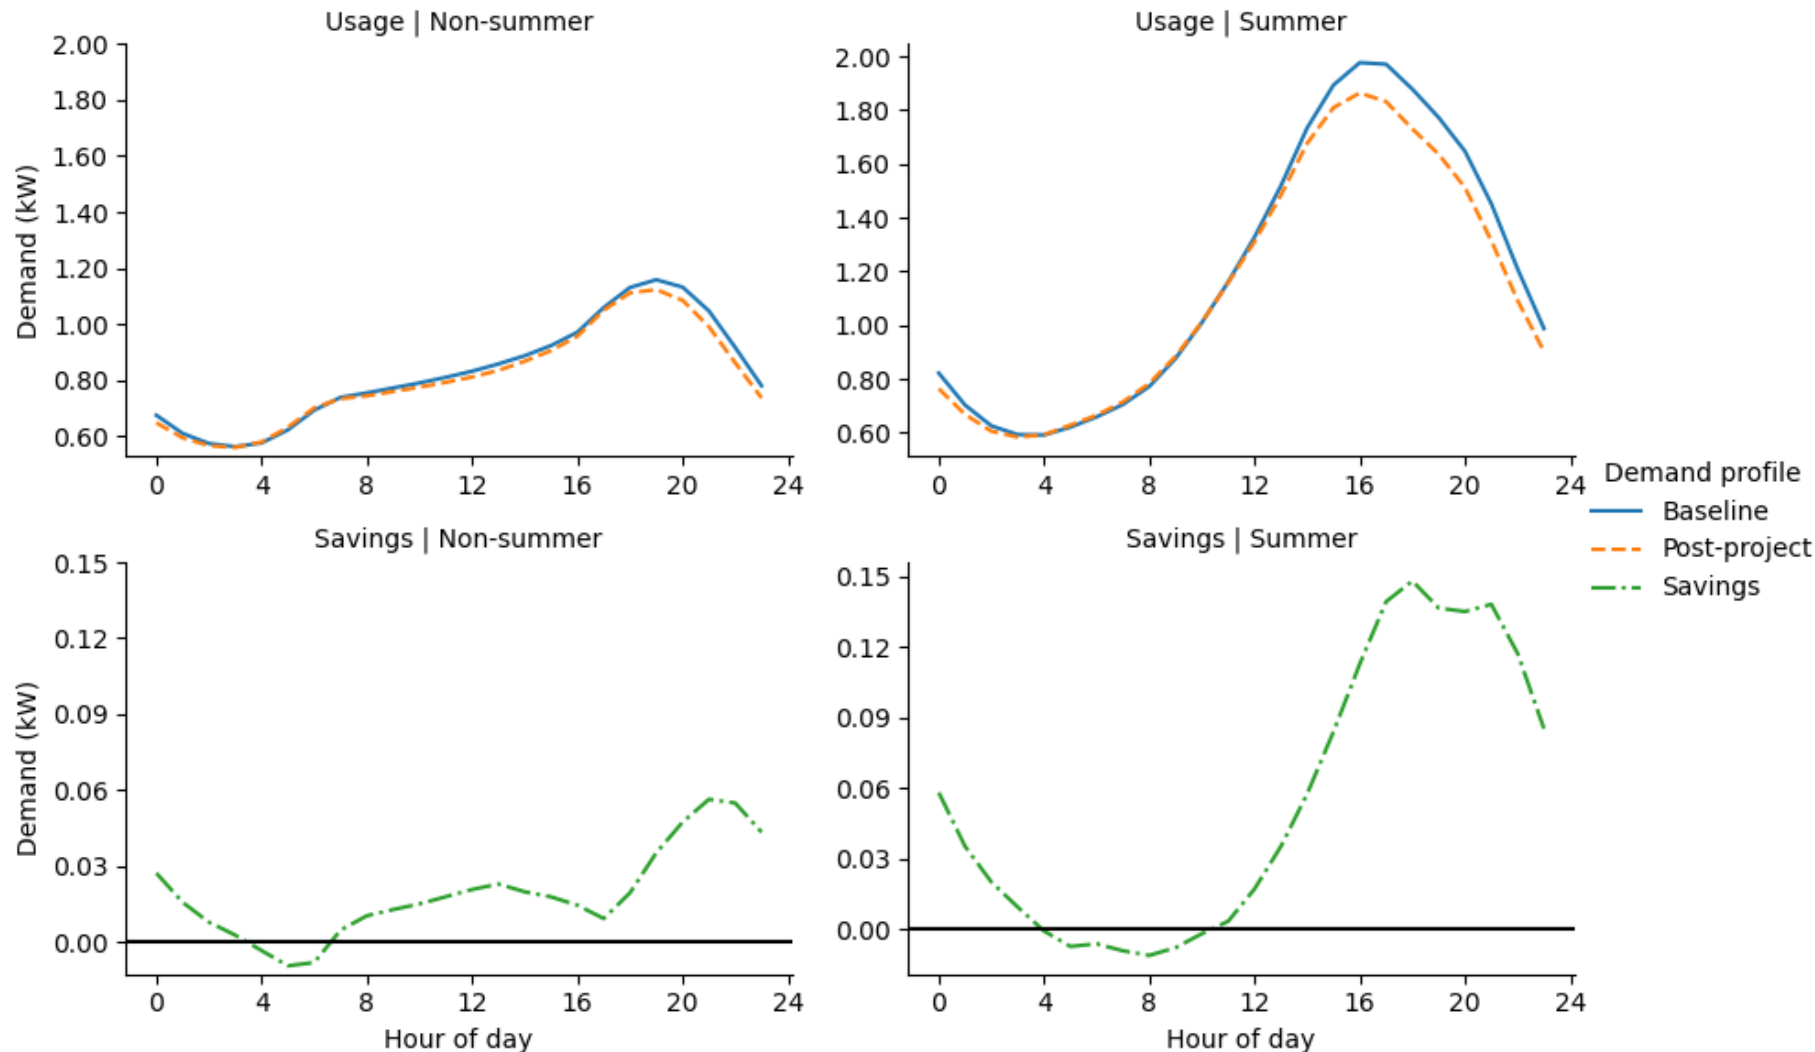 Usage | Non-summer
2.00
1.80
1.60
1.40
1.20
1.00
0.80
0.60
Demand (kW)
0 4 8 12 16 20 24
Usage | Summer
2.00
1.80
1.60
1.40
1.20
1.00
0.80
0.60
0 4 8 12 16 20 24
Demand profile
Baseline
Post-project
Savings
Savings | Non-summer
0.15
0.12
0.09
0.06
0.03
0.00
Demand (kW)
0 4 8 12 16 20 24
Hour of day
Savings | Summer
0.15
0.12
0.09
0.06
0.03
0.00
0 4 8 12 16 20 24
Hour of day